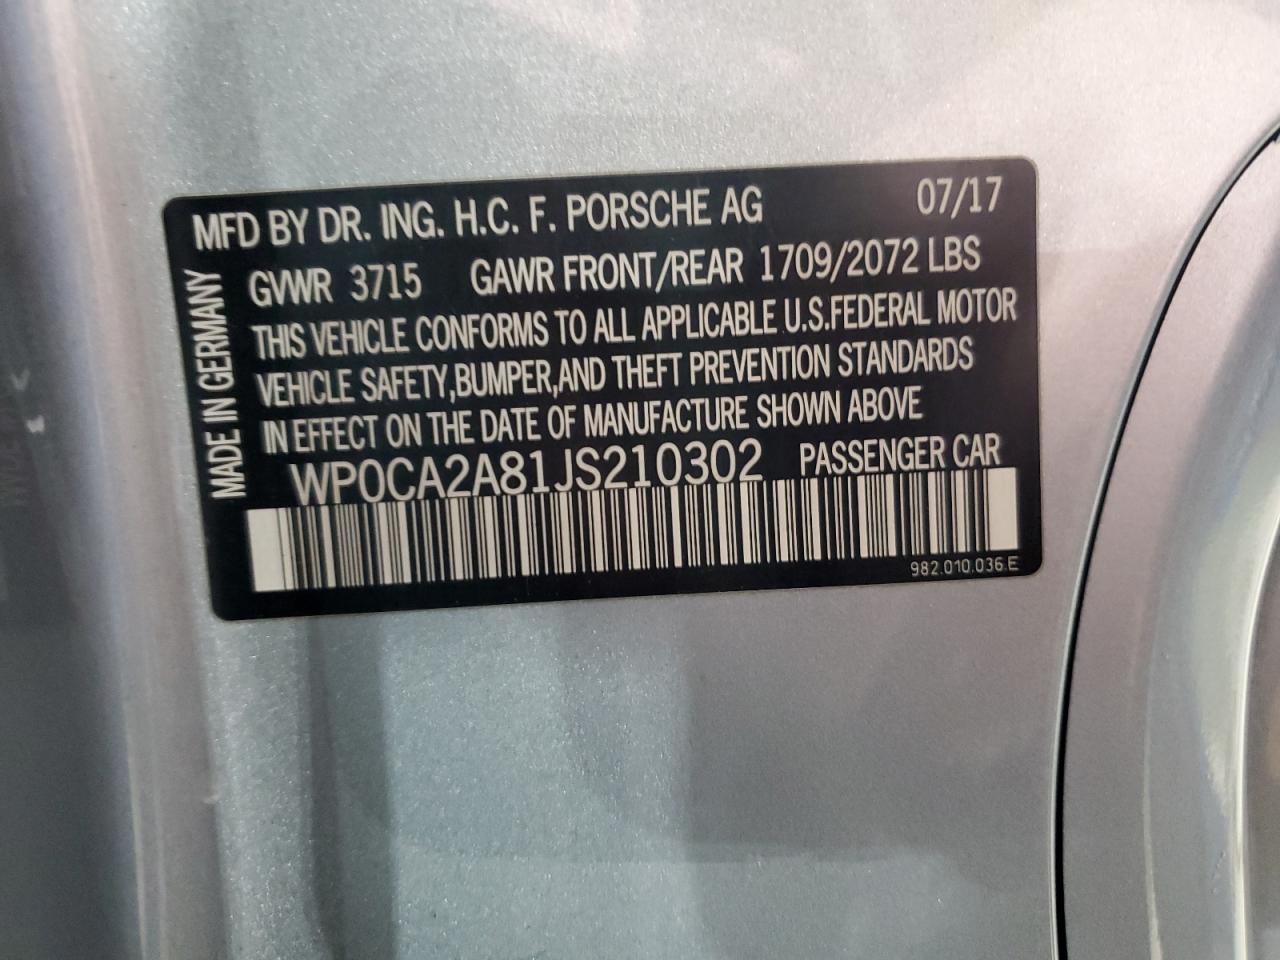 MFD BY DR. ING. H.C. F. PORSCHE AG 07/17
GVWR 3715 GAWR FRONT/REAR 1709/2072 LBS
THIS VEHICLE CONFORMS TO ALL APPLICABLE U.S.FEDERAL MOTOR
VEHICLE SAFETY,BUMPER,AND THEFT PREVENTION STANDARDS
IN EFFECT ON THE DATE OF MANUFACTURE SHOWN ABOVE
WP0CA2A81JS210302 PASSENGER CAR
982.010.036.E
MADE IN GERMANY